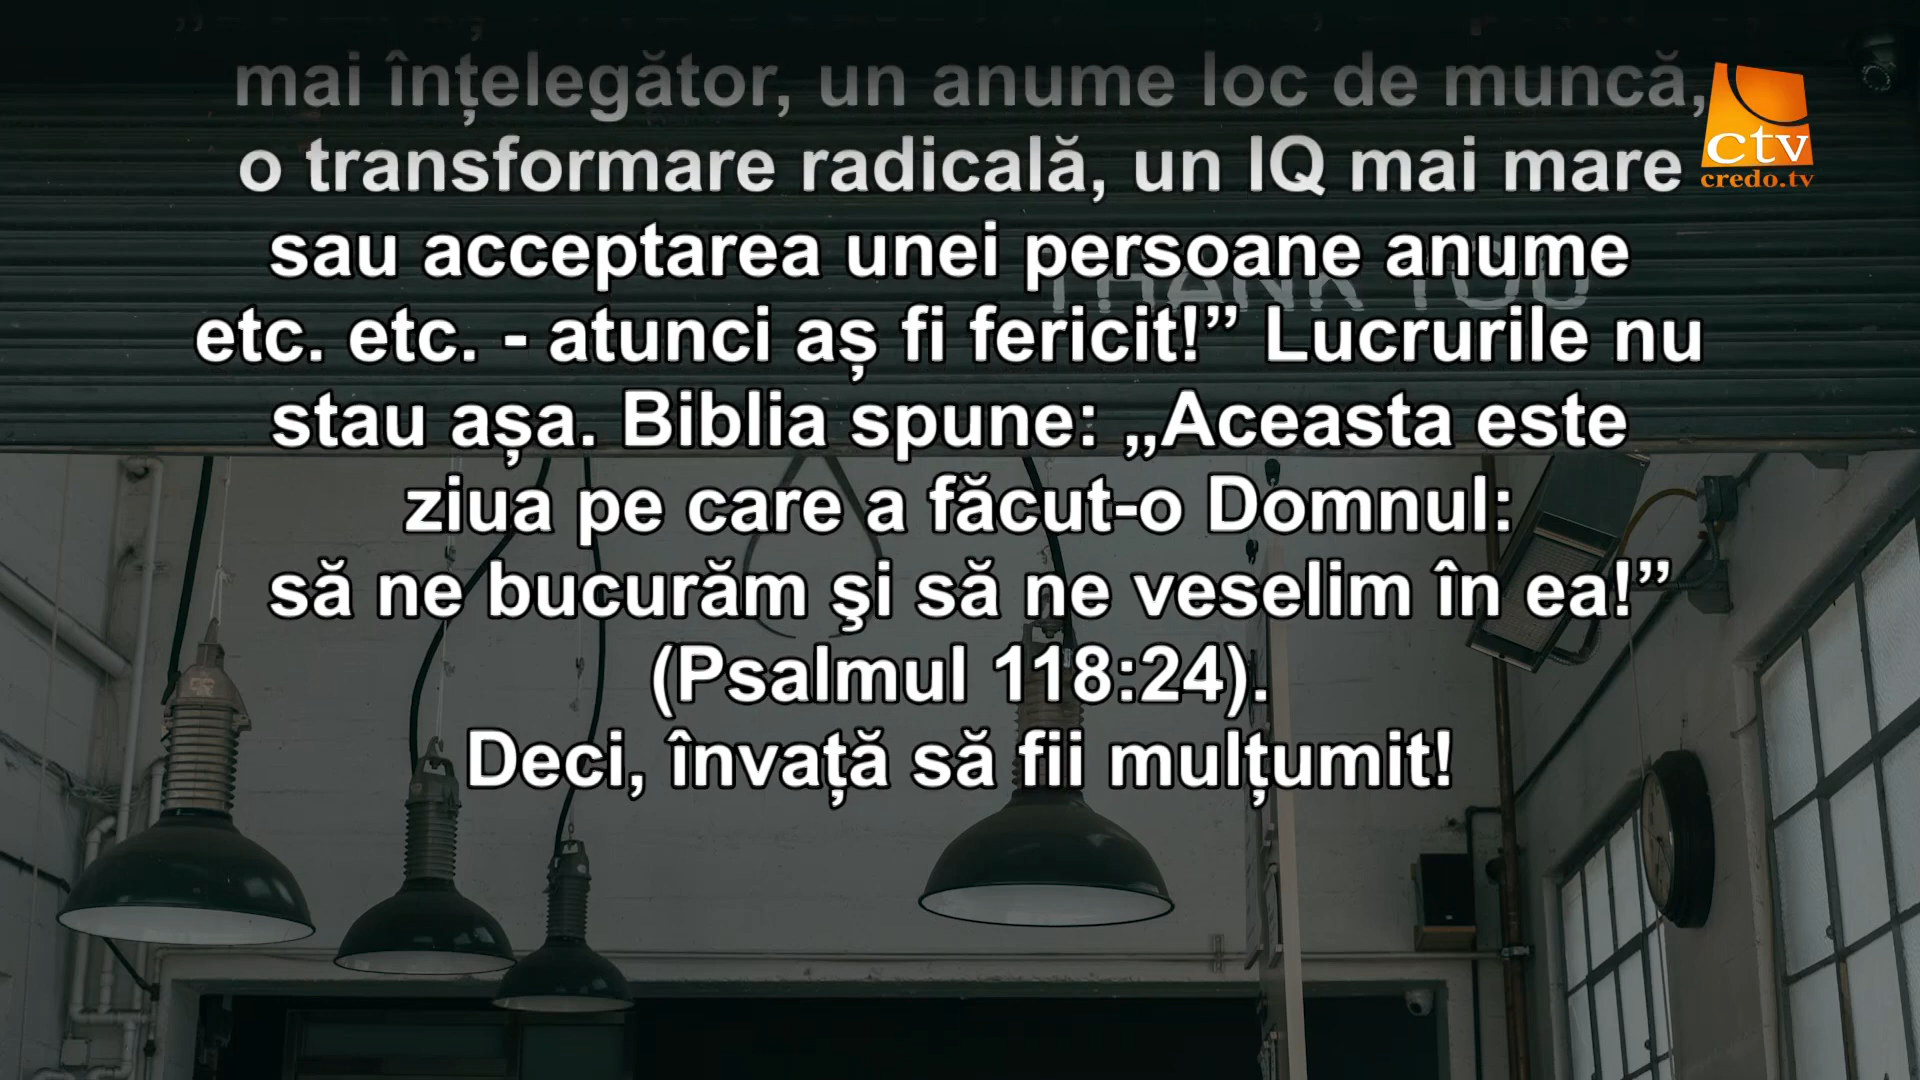 mai înțelegător, un anume loc de muncă,
o transformare radicală, un IQ mai mare
sau acceptarea unei persoane anume
etc. etc. - atunci aș fi fericit!” Lucrurile nu
stau așa. Biblia spune: „Aceasta este
ziua pe care a făcut-o Domnul:
să ne bucurăm şi să ne veselim în ea!”
(Psalmul 118:24).
Deci, învață să fii mulțumit!
ctv
credo.tv
THANK YOU